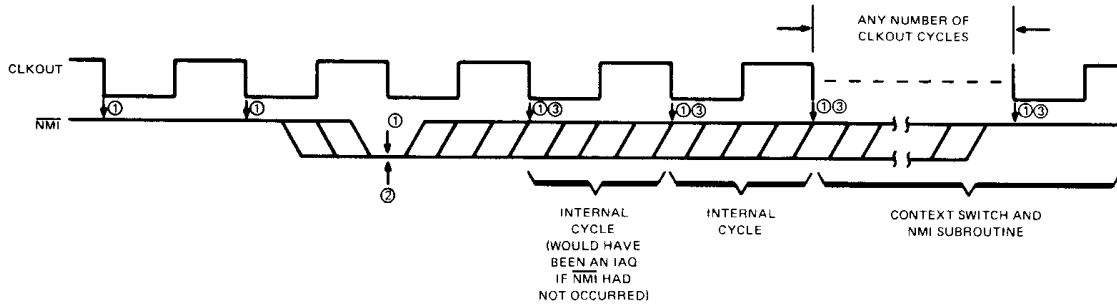 ANY NUMBER OF
CLKOUT CYCLES
CLKOUT
① ① ①③ ①③ ①③ ①③
NMI
①
②
INTERNAL
CYCLE
(WOULD HAVE
BEEN AN IAQ
IF NMI HAD
NOT OCCURRED)
INTERNAL
CYCLE
CONTEXT SWITCH AND
NMI SUBROUTINE